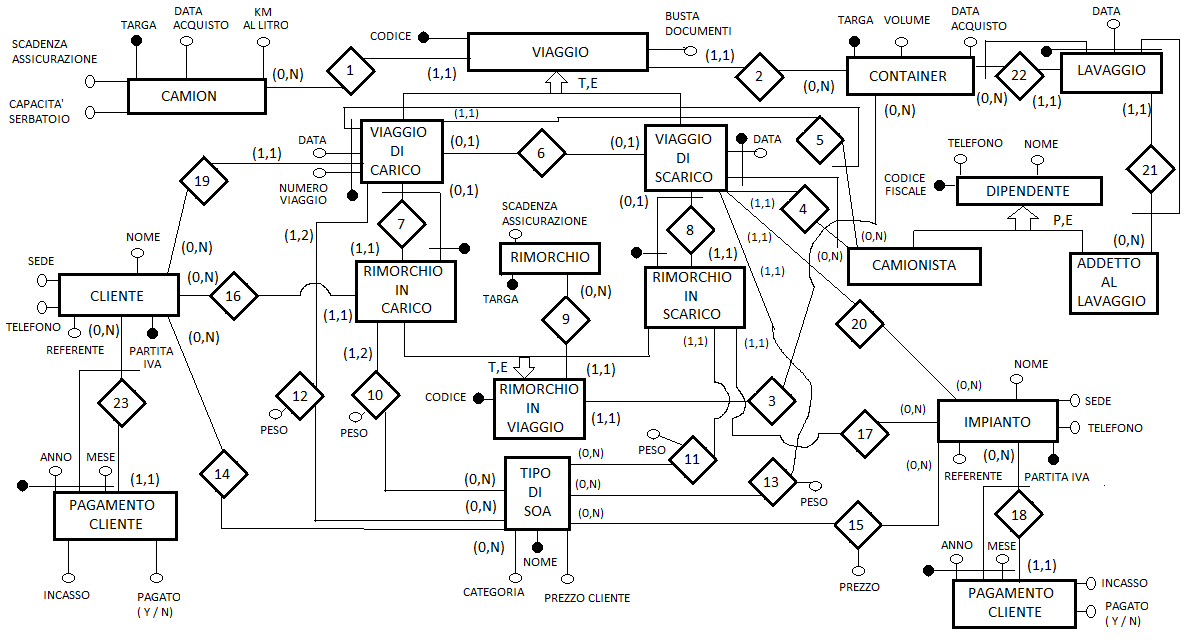 TARGA
DATA
ACQUISTO
KM
AL LITRO
SCADENZA
ASSICURAZIONE
CAPACITA'
SERBATOIO
CAMION
(0,N)
1
(1,1)
CODICE
VIAGGIO
BUSTA
DOCUMENTI
(1,1)
2
(0,N)
T,E
TARGA
VOLUME
DATA
ACQUISTO
CONTAINER
(0,N)
(0,N)
22
(1,1)
DATA
LAVAGGIO
(1,1)
21
(0,N)
DATA
NUMERO
VIAGGIO
VIAGGIO
DI
CARICO
(1,1)
(0,1)
6
(0,1)
VIAGGIO
DI
SCARICO
DATA
5
4
(1,1)
(1,1)
(1,1)
(0,N)
(0,N)
TELEFONO
NOME
CODICE
FISCALE
DIPENDENTE
P,E
CAMIONISTA
ADDETTO
AL
LAVAGGIO
19
(1,1)
(0,N)
(0,1)
7
(1,1)
(1,2)
RIMORCHIO
IN
CARICO
(1,1)
(1,2)
SCADENZA
ASSICURAZIONE
RIMORCHIO
TARGA
(0,N)
9
(1,1)
(0,1)
8
(1,1)
RIMORCHIO
IN
SCARICO
(1,1)
(1,1)
NOME
SEDE
TELEFONO
REFERENTE
PARTITA
IVA
CLIENTE
(0,N)
16
(0,N)
(0,N)
23
T,E
CODICE
RIMORCHIO
IN
VIAGGIO
(1,1)
3
20
12
PESO
10
PESO
PESO
11
13
PESO
17
(0,N)
(0,N)
(0,N)
NOME
IMPIANTO
SEDE
TELEFONO
REFERENTE
PARTITA IVA
(0,N)
18
14
15
PREZZO
TIPO
DI
SOA
(0,N)
(0,N)
(0,N)
(0,N)
(0,N)
(0,N)
NOME
CATEGORIA
PREZZO CLIENTE
ANNO
MESE
(1,1)
PAGAMENTO
CLIENTE
INCASSO
PAGATO
( Y / N)
ANNO
MESE
(1,1)
PAGAMENTO
CLIENTE
INCASSO
PAGATO
( Y / N)